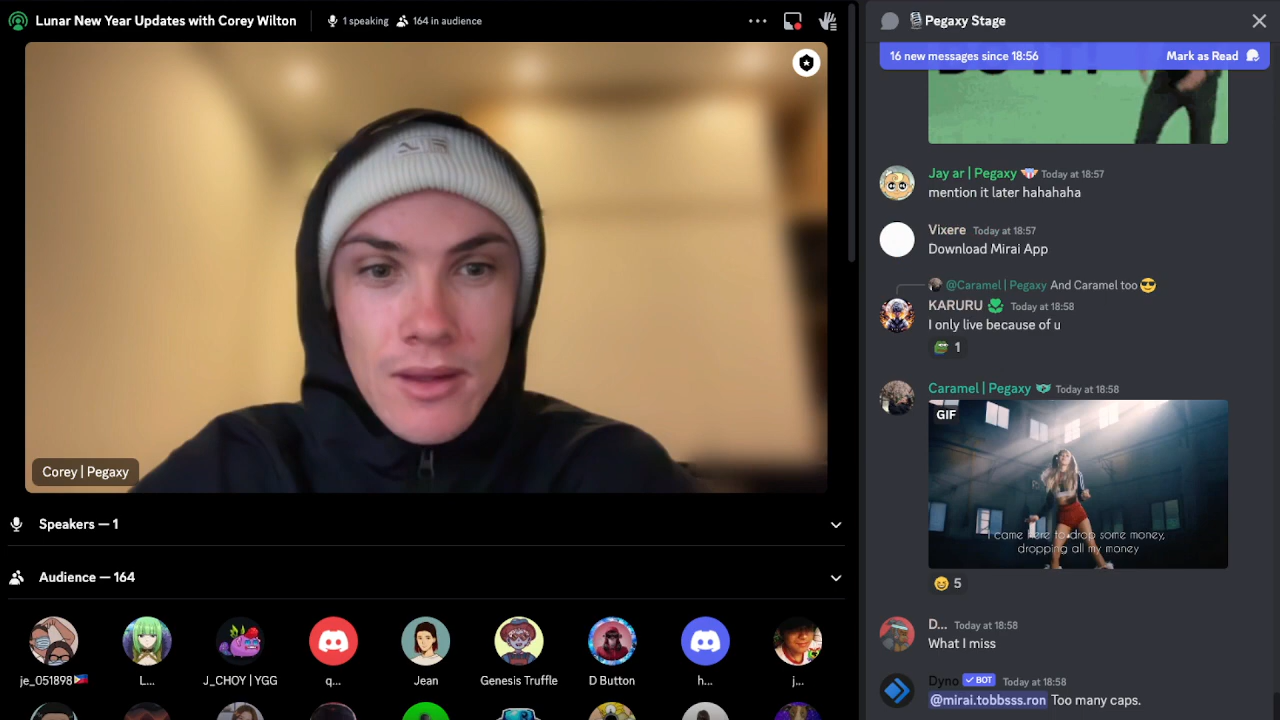 Lunar New Year Updates with Corey Wilton
1 speaking
164 in audience
Corey | Pegaxy
Speakers — 1
Audience — 164
je_051898🇵🇭
L...
J_CHOY | YGG
q...
Jean
Genesis Truffle
D Button
h...
j...
Pegaxy Stage
16 new messages since 18:56
Mark as Read
Jay ar | Pegaxy Today at 18:57
mention it later hahahaha
Vixere Today at 18:57
Download Mirai App
@Caramel | Pegaxy And Caramel too 😎
KARURU Today at 18:58
I only live because of u
1
Caramel | Pegaxy Today at 18:58
GIF
I came here to drop some money,
dropping all my money
5
D... Today at 18:58
What I miss
Dyno BOT Today at 18:58
@mirai.tobbsss.ron Too many caps.